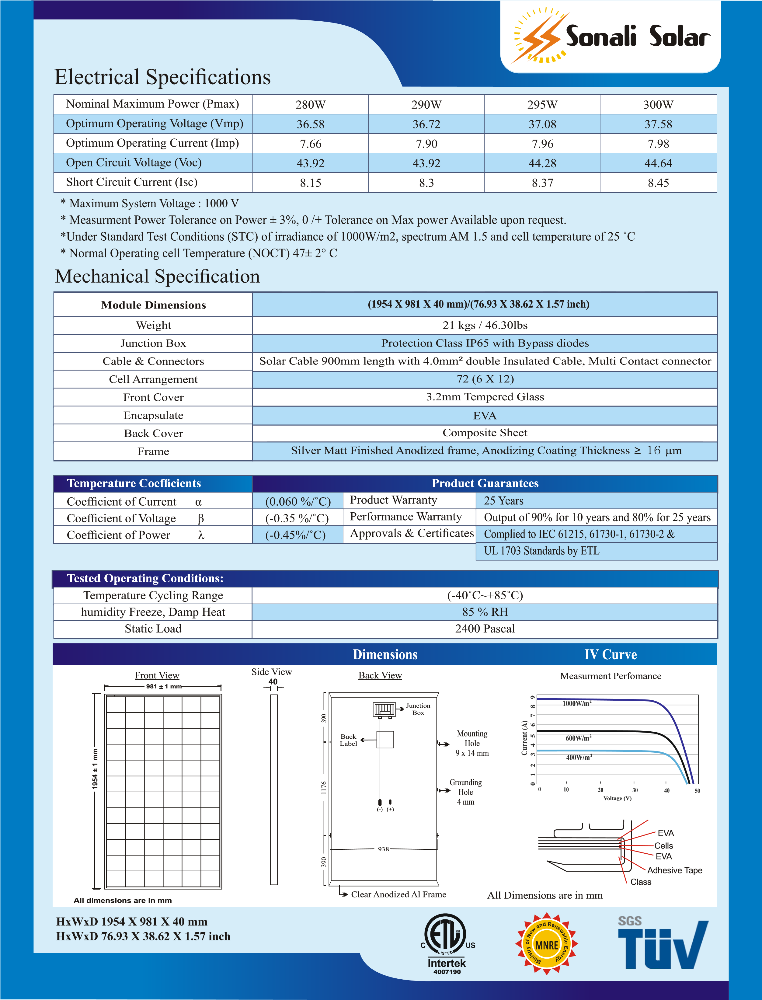 Sonali Solar
Electrical Specifications
Nominal Maximum Power (Pmax) 280W 290W 295W 300W
Optimum Operating Voltage (Vmp) 36.58 36.72 37.08 37.58
Optimum Operating Current (Imp) 7.66 7.90 7.96 7.98
Open Circuit Voltage (Voc) 43.92 43.92 44.28 44.64
Short Circuit Current (Isc) 8.15 8.3 8.37 8.45
* Maximum System Voltage : 1000 V
* Measurment Power Tolerance on Power ± 3%, 0 /+ Tolerance on Max power Available upon request.
*Under Standard Test Conditions (STC) of irradiance of 1000W/m2, spectrum AM 1.5 and cell temperature of 25 ˚C
* Normal Operating cell Temperature (NOCT) 47± 2° C
Mechanical Specification
Module Dimensions (1954 X 981 X 40 mm)/(76.93 X 38.62 X 1.57 inch)
Weight 21 kgs / 46.30lbs
Junction Box Protection Class IP65 with Bypass diodes
Cable & Connectors Solar Cable 900mm length with 4.0mm² double Insulated Cable, Multi Contact connector
Cell Arrangement 72 (6 X 12)
Front Cover 3.2mm Tempered Glass
Encapsulate EVA
Back Cover Composite Sheet
Frame Silver Matt Finished Anodized frame, Anodizing Coating Thickness ≥ 16 µm
Temperature Coefficients Product Guarantees
Coefficient of Current α (0.060 %/˚C) Product Warranty 25 Years
Coefficient of Voltage β (-0.35 %/˚C) Performance Warranty Output of 90% for 10 years and 80% for 25 years
Coefficient of Power λ (-0.45%/˚C) Approvals & Certificates Complied to IEC 61215, 61730-1, 61730-2 &
UL 1703 Standards by ETL
Tested Operating Conditions:
Temperature Cycling Range (-40˚C~+85˚C)
humidity Freeze, Damp Heat 85 % RH
Static Load 2400 Pascal
Dimensions IV Curve
Front View
981 ± 1 mm
1954 ± 1 mm
All dimensions are in mm
Side View
40
Back View
390
1176
390
Junction
Box
Back
Label
Mounting
Hole
9 x 14 mm
Grounding
Hole
4 mm
(-) (+)
938
Clear Anodized Al Frame
Measurment Perfomance
Current (A)
9
8
7
6
5
4
3
2
1
0
1000W/m²
600W/m²
400W/m²
0 10 20 30 40 50
Voltage (V)
EVA
Cells
EVA
Adhesive Tape
Class
All Dimensions are in mm
HxWxD 1954 X 981 X 40 mm
HxWxD 76.93 X 38.62 X 1.57 inch
ETL CM
C US
LISTED
Intertek
4007190
Ministry of New and Renewable Energy
MNRE
SGS
TÜV